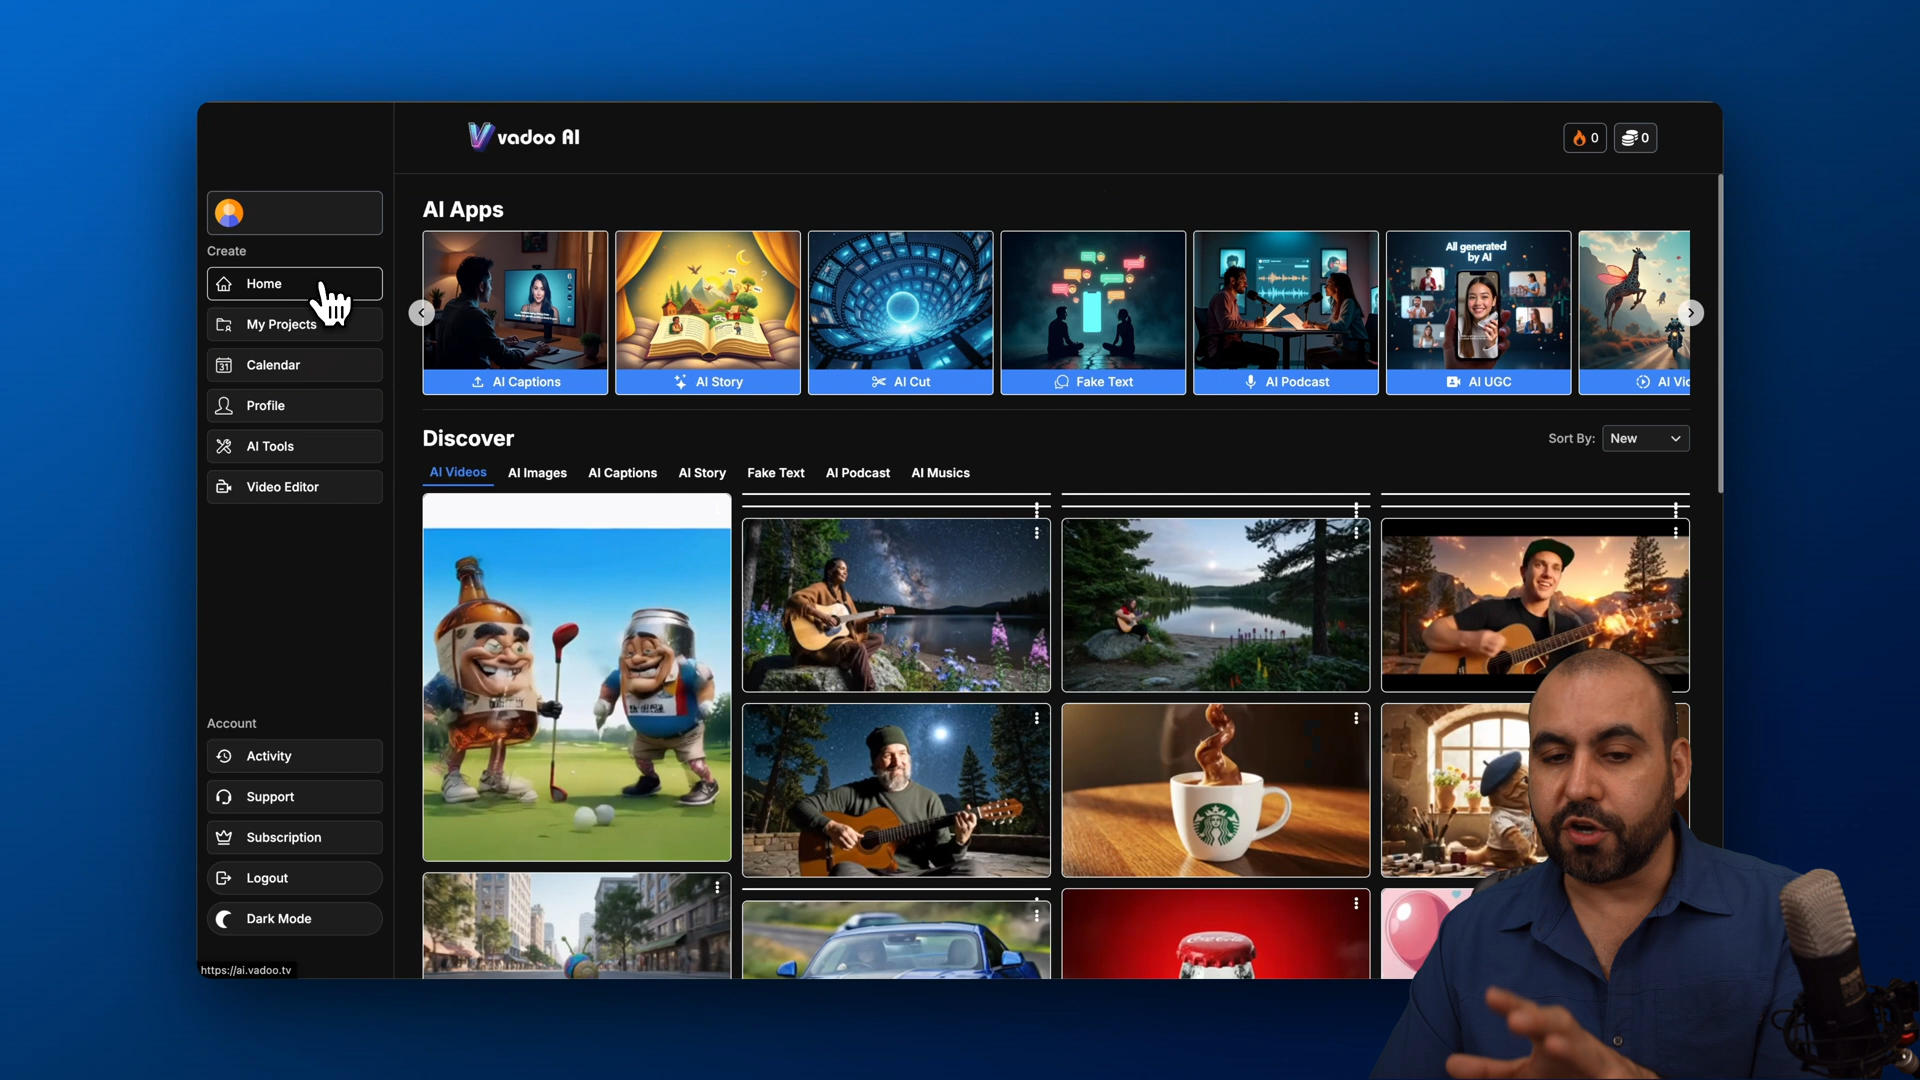 vadoo AI
0
0
Create
Home
My Projects
31
Calendar
Profile
AI Tools
Video Editor
Account
Activity
Support
Subscription
Logout
Dark Mode
https://ai.vadoo.tv
AI Apps
All generated
by AI
AI Captions
AI Story
AI Cut
Fake Text
AI Podcast
AI UGC
AI Vic
Discover
Sort By:
New
AI Videos
AI Images
AI Captions
AI Story
Fake Text
AI Podcast
AI Musics